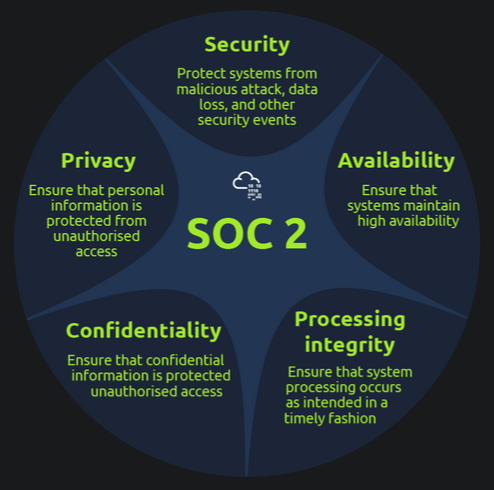 Security
Protect systems from
malicious attack, data
loss, and other
security events
Privacy
Ensure that personal
information is
protected from
unauthorised
access
Availability
Ensure that
systems maintain
high availability
SOC 2
Confidentiality
Ensure that confidential
information is protected
unauthorised access
Processing
integrity
Ensure that system
processing occurs
as intended in a
timely fashion